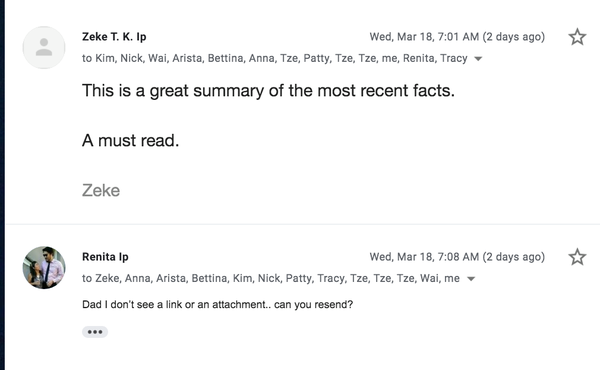 Zeke T. K. Ip
Wed, Mar 18, 7:01 AM (2 days ago)
to Kim, Nick, Wai, Arista, Bettina, Anna, Tze, Patty, Tze, Tze, me, Renita, Tracy
This is a great summary of the most recent facts.
A must read.
Zeke
Renita Ip
Wed, Mar 18, 7:08 AM (2 days ago)
to Zeke, Anna, Arista, Bettina, Kim, Nick, Patty, Tracy, Tze, Tze, Tze, Wai, me
Dad I don't see a link or an attachment.. can you resend?